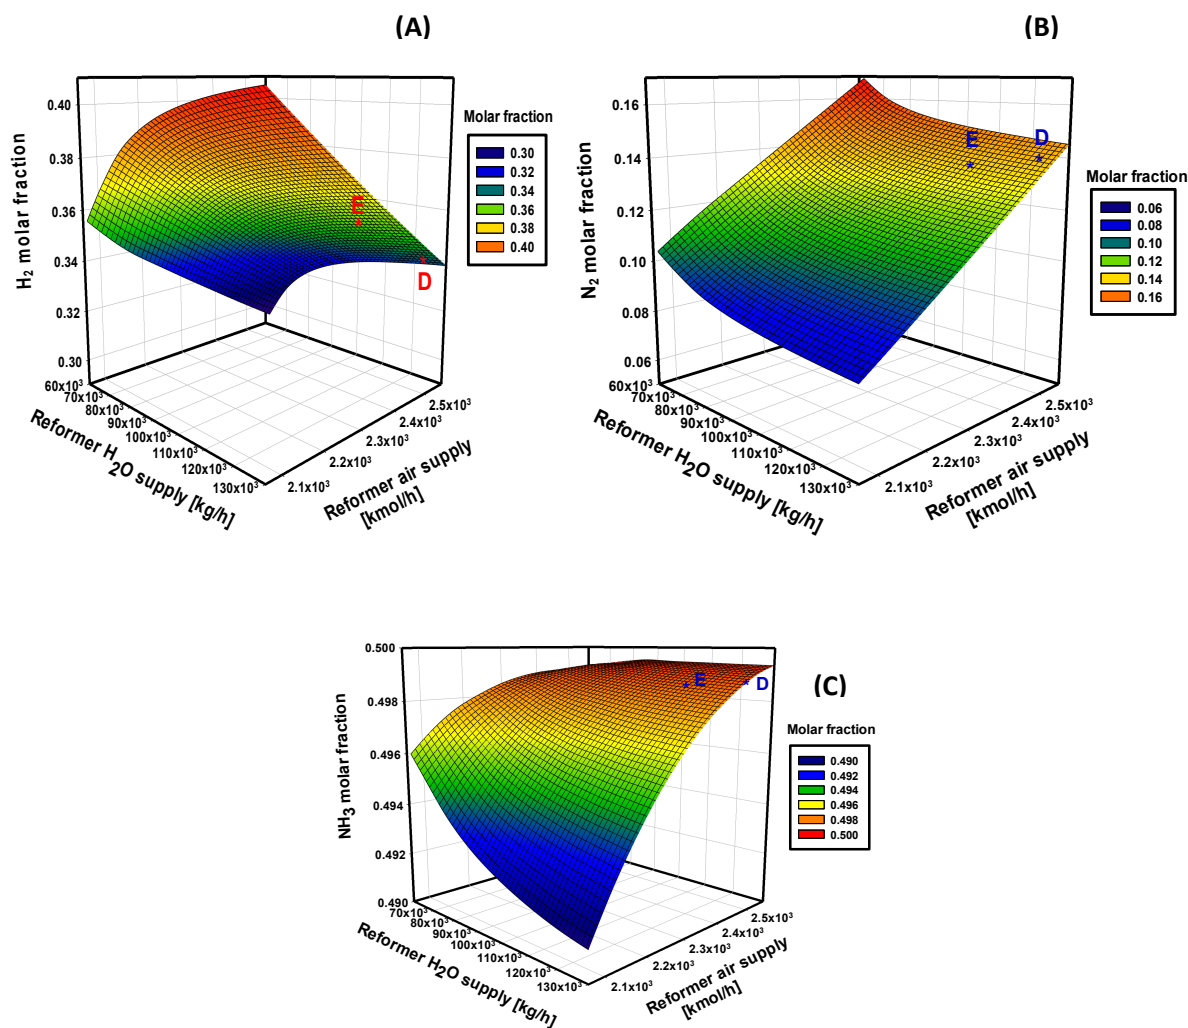 (A)
H2 molar fraction
0.40
0.38
0.36
0.34
0.32
0.30
60x10³
70x10³
80x10³
90x10³
100x10³
110x10³
120x10³
130x10³
Reformer H2O supply [kg/h]
2.1x10³
2.2x10³
2.3x10³
2.4x10³
2.5x10³
Reformer air supply
[kmol/h]
E
D
Molar fraction
0.30
0.32
0.34
0.36
0.38
0.40
(B)
N2 molar fraction
0.16
0.14
0.12
0.10
0.08
0.06
60x10³
70x10³
80x10³
90x10³
100x10³
110x10³
120x10³
130x10³
Reformer H2O supply [kg/h]
2.1x10³
2.2x10³
2.3x10³
2.4x10³
2.5x10³
Reformer air supply
[kmol/h]
E
D
Molar fraction
0.06
0.08
0.10
0.12
0.14
0.16
(C)
NH3 molar fraction
0.500
0.498
0.496
0.494
0.492
0.490
70x10³
80x10³
90x10³
100x10³
110x10³
120x10³
130x10³
Reformer H2O supply [kg/h]
2.1x10³
2.2x10³
2.3x10³
2.4x10³
2.5x10³
Reformer air supply
[kmol/h]
E
D
Molar fraction
0.490
0.492
0.494
0.496
0.498
0.500